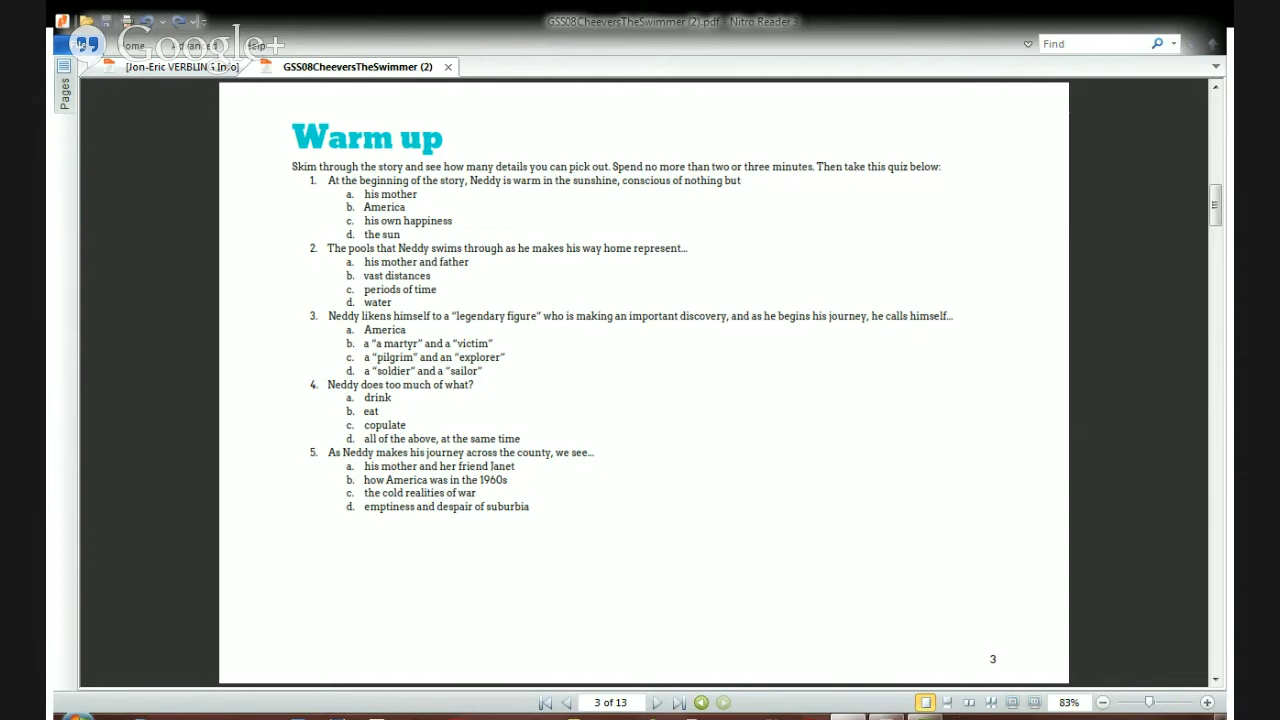 GSS08CheeversTheSwimmer (2).pdf - Nitro Reader 3
Google+
Home Advanced Help
Find
[Jon-Eric VERBLING Info] GSS08CheeversTheSwimmer (2)
Pages
Warm up
Skim through the story and see how many details you can pick out. Spend no more than two or three minutes. Then take this quiz below:
1. At the beginning of the story, Neddy is warm in the sunshine, conscious of nothing but
a. his mother
b. America
c. his own happiness
d. the sun
2. The pools that Neddy swims through as he makes his way home represent...
a. his mother and father
b. vast distances
c. periods of time
d. water
3. Neddy likens himself to a "legendary figure" who is making an important discovery, and as he begins his journey, he calls himself...
a. America
b. a "a martyr" and a "victim"
c. a "pilgrim" and an "explorer"
d. a "soldier" and a "sailor"
4. Neddy does too much of what?
a. drink
b. eat
c. copulate
d. all of the above, at the same time
5. As Neddy makes his journey across the county, we see...
a. his mother and her friend Janet
b. how America was in the 1960s
c. the cold realities of war
d. emptiness and despair of suburbia
3
3 of 13
83%